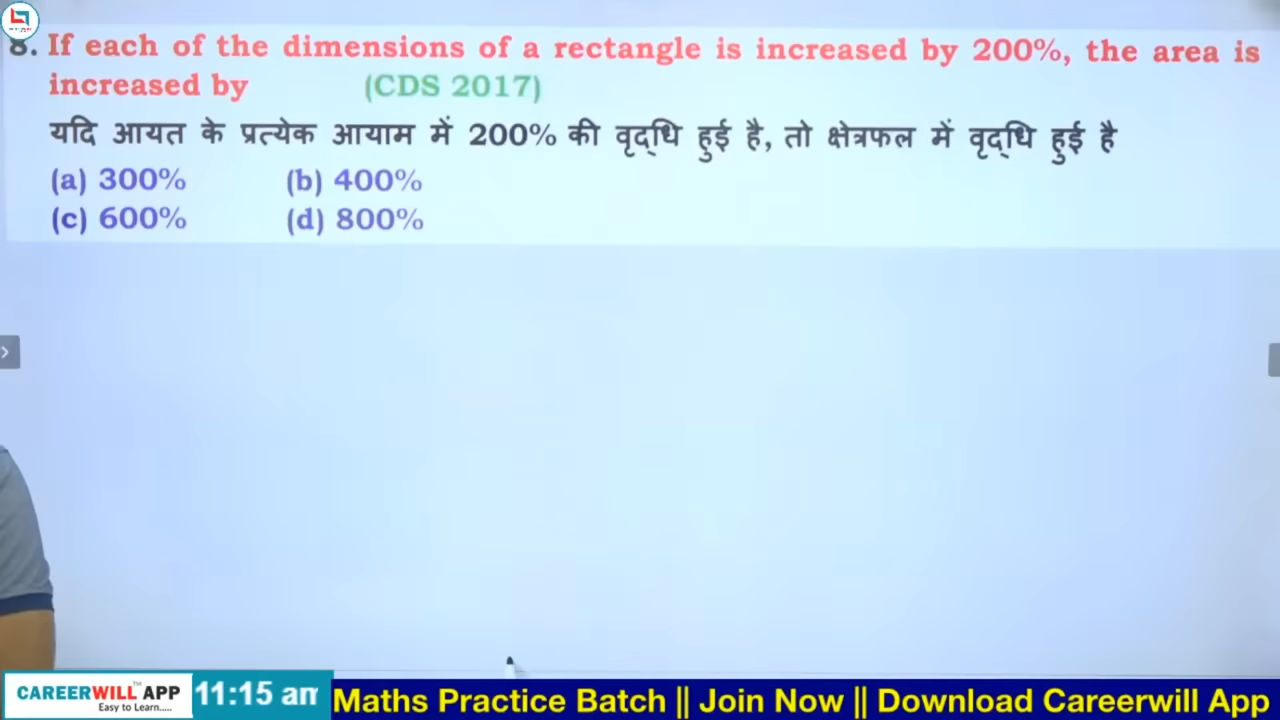 8. If each of the dimensions of a rectangle is increased by 200%, the area is
increased by (CDS 2017)
यदि आयत के प्रत्येक आयाम में 200% की वृद्धि हुई है, तो क्षेत्रफल में वृद्धि हुई है
(a) 300% (b) 400%
(c) 600% (d) 800%
CAREERWILL APP
Easy to Learn.....
11:15 am
Maths Practice Batch || Join Now || Download Careerwill App